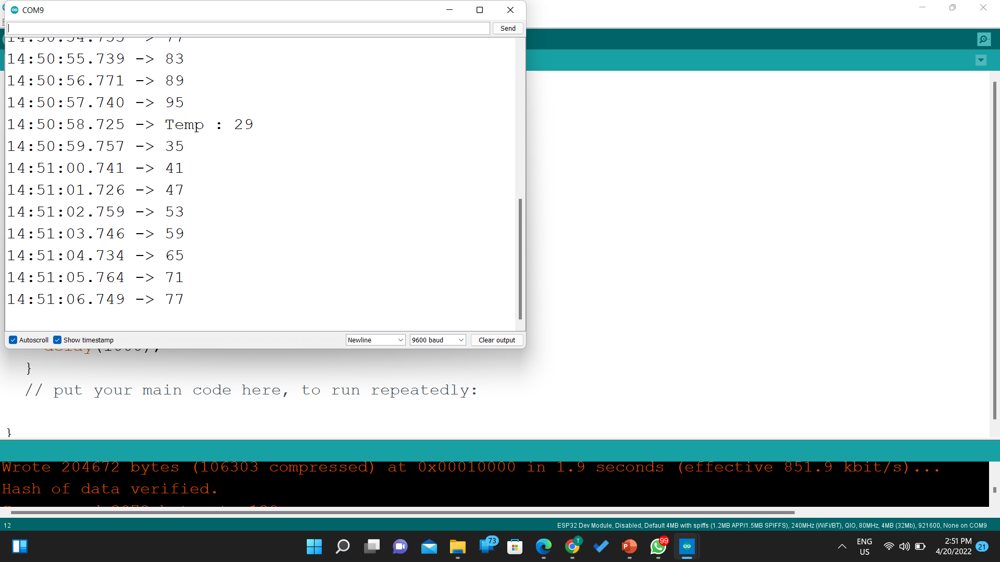 COM9
Send
14:50:54.755 -> 77
14:50:55.739 -> 83
14:50:56.771 -> 89
14:50:57.740 -> 95
14:50:58.725 -> Temp : 29
14:50:59.757 -> 35
14:51:00.741 -> 41
14:51:01.726 -> 47
14:51:02.759 -> 53
14:51:03.746 -> 59
14:51:04.734 -> 65
14:51:05.764 -> 71
14:51:06.749 -> 77
Autoscroll Show timestamp Newline 9600 baud Clear output
delay(1000);
}
// put your main code here, to run repeatedly:
}
Wrote 204672 bytes (106303 compressed) at 0x00010000 in 1.9 seconds (effective 851.9 kbit/s)...
Hash of data verified.
12 ESP32 Dev Module, Disabled, Default 4MB with spiffs (1.2MB APP/1.5MB SPIFFS), 240MHz (WiFi/BT), QIO, 80MHz, 4MB (32Mb), 921600, None on COM9
73
T
P
99
ENG
US
2:51 PM
4/20/2022
21